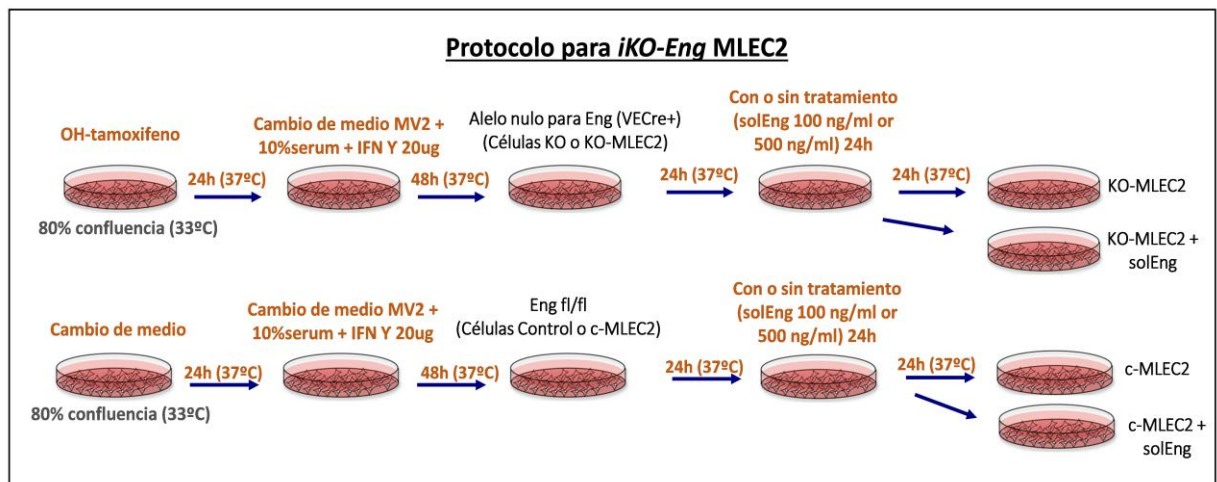 Protocolo para iKO-Eng MLEC2
OH-tamoxifeno
Cambio de medio MV2 +
10%serum + IFN Y 20ug
Alelo nulo para Eng (VECre+)
(Células KO o KO-MLEC2)
Con o sin tratamiento
(solEng 100 ng/ml or
500 ng/ml) 24h
24h (37ºC)
48h (37ºC)
24h (37ºC)
24h (37ºC)
KO-MLEC2
80% confluencia (33ºC)
KO-MLEC2 +
solEng
Cambio de medio
Cambio de medio MV2 +
10%serum + IFN Y 20ug
Eng fl/fl
(Células Control o c-MLEC2)
Con o sin tratamiento
(solEng 100 ng/ml or
500 ng/ml) 24h
24h (37ºC)
48h (37ºC)
24h (37ºC)
24h (37ºC)
c-MLEC2
80% confluencia (33ºC)
c-MLEC2 +
solEng